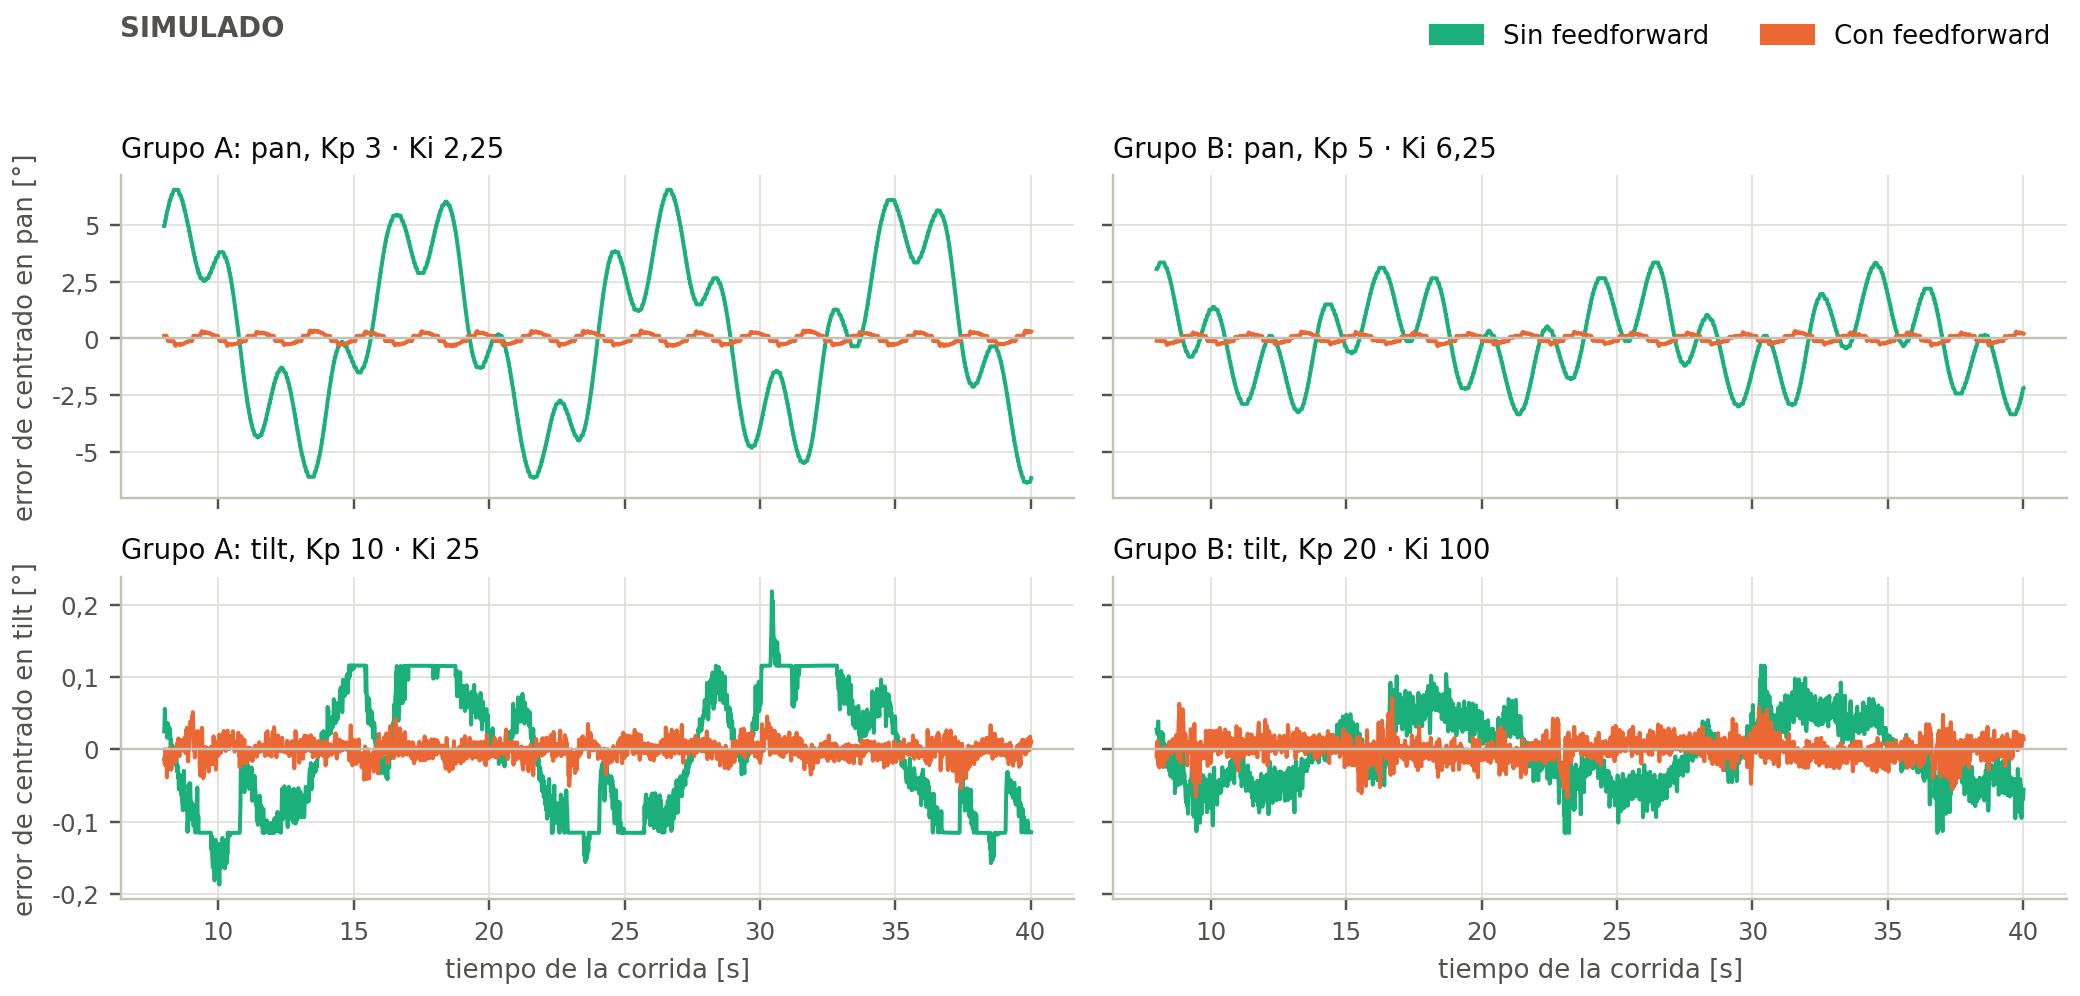 SIMULADO
Sin feedforward
Con feedforward
Grupo A: pan, Kp 3 · Ki 2,25
error de centrado en pan [°]
5
2,5
0
-2,5
-5
Grupo B: pan, Kp 5 · Ki 6,25
Grupo A: tilt, Kp 10 · Ki 25
error de centrado en tilt [°]
0,2
0,1
0
-0,1
-0,2
10 15 20 25 30 35 40
tiempo de la corrida [s]
Grupo B: tilt, Kp 20 · Ki 100
10 15 20 25 30 35 40
tiempo de la corrida [s]